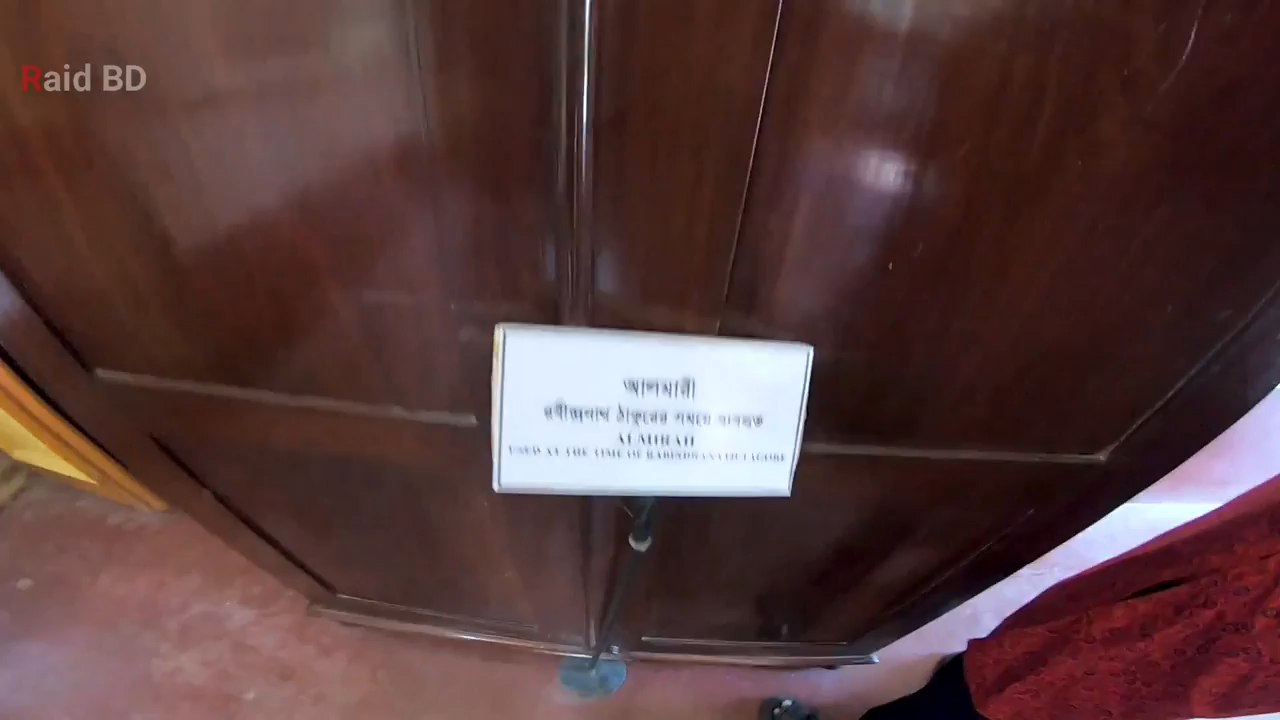 Raid BD
আলমারী
রবীন্দ্রনাথ ঠাকুরের সময়ে ব্যবহৃত
ALMIRAH
USED AT THE TIME OF RABINDRANATH TAGORE